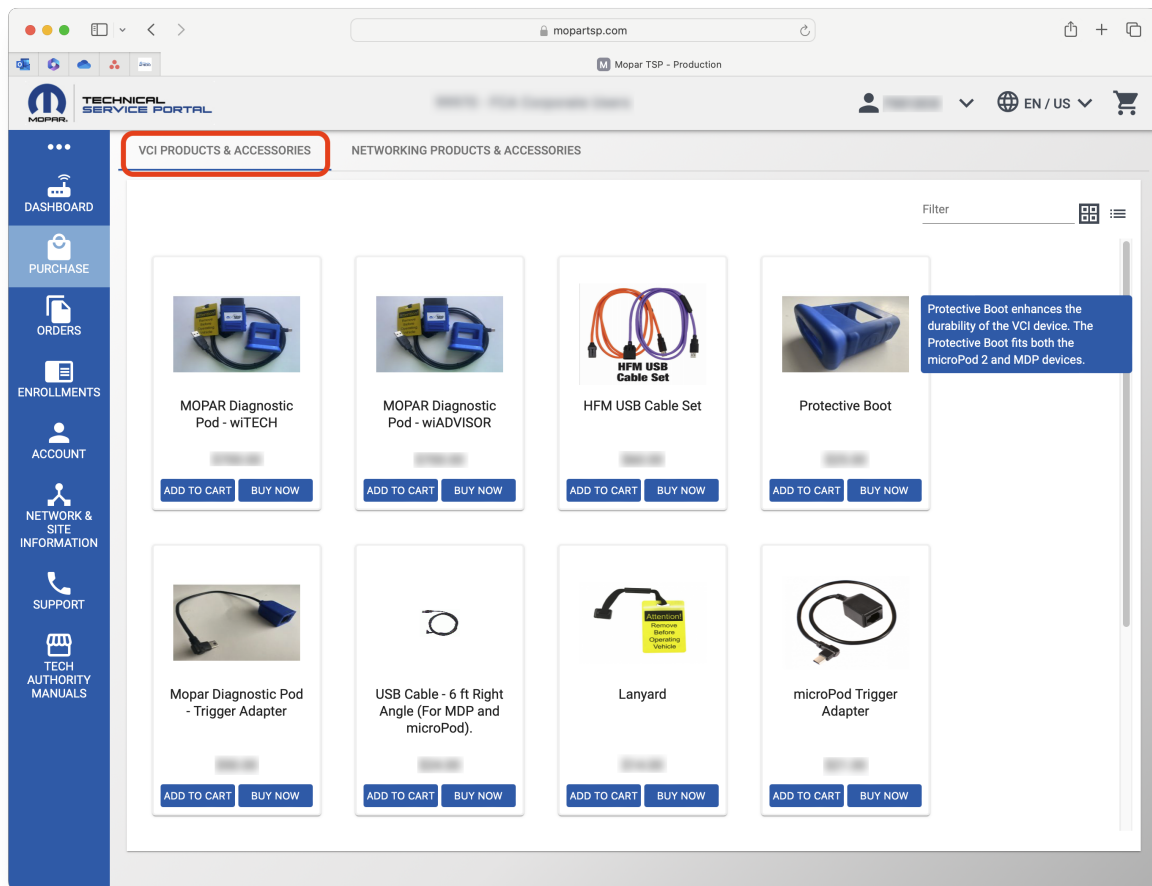 mopartsp.com
Mopar TSP - Production
MOPAR.
TECHNICAL
SERVICE PORTAL
EN / US
DASHBOARD
PURCHASE
ORDERS
ENROLLMENTS
ACCOUNT
NETWORK &
SITE
INFORMATION
SUPPORT
TECH
AUTHORITY
MANUALS
VCI PRODUCTS & ACCESSORIES
NETWORKING PRODUCTS & ACCESSORIES
Filter
MOPAR Diagnostic
Pod - wiTECH
ADD TO CART BUY NOW
MOPAR Diagnostic
Pod - wiADVISOR
ADD TO CART BUY NOW
HFM USB
Cable Set
HFM USB Cable Set
ADD TO CART BUY NOW
Protective Boot
ADD TO CART BUY NOW
Protective Boot enhances the
durability of the VCI device. The
Protective Boot fits both the
microPod 2 and MDP devices.
Mopar Diagnostic Pod
- Trigger Adapter
ADD TO CART BUY NOW
USB Cable - 6 ft Right
Angle (For MDP and
microPod).
ADD TO CART BUY NOW
Attention!
Remove
Before
Operating
Vehicle
Lanyard
ADD TO CART BUY NOW
microPod Trigger
Adapter
ADD TO CART BUY NOW